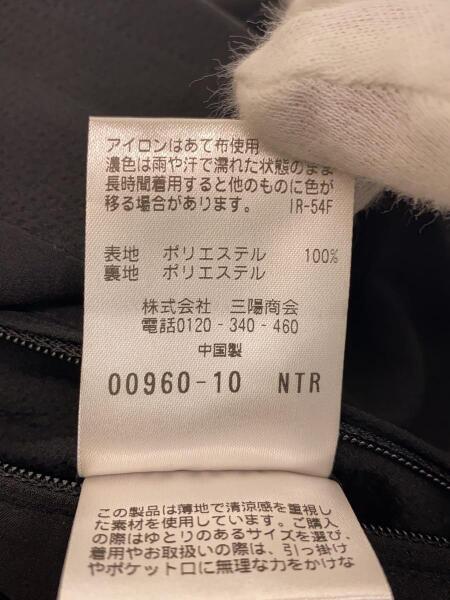 アイロンはあて布使用
濃色は雨や汗で濡れた状態のまま
長時間着用すると他のものに色が
移る場合があります。 IR-54F
表地 ポリエステル 100%
裏地 ポリエステル
株式会社 三陽商会
電話0120-340-460
中国製
00960-10 NTR
この製品は薄地で清涼感を重視し
た素材を使用しています。ご購入
の際はゆとりのあるサイズを選び、
着用やお取扱いの際は、引っ掛け
やポケット口に無理な力をかけな